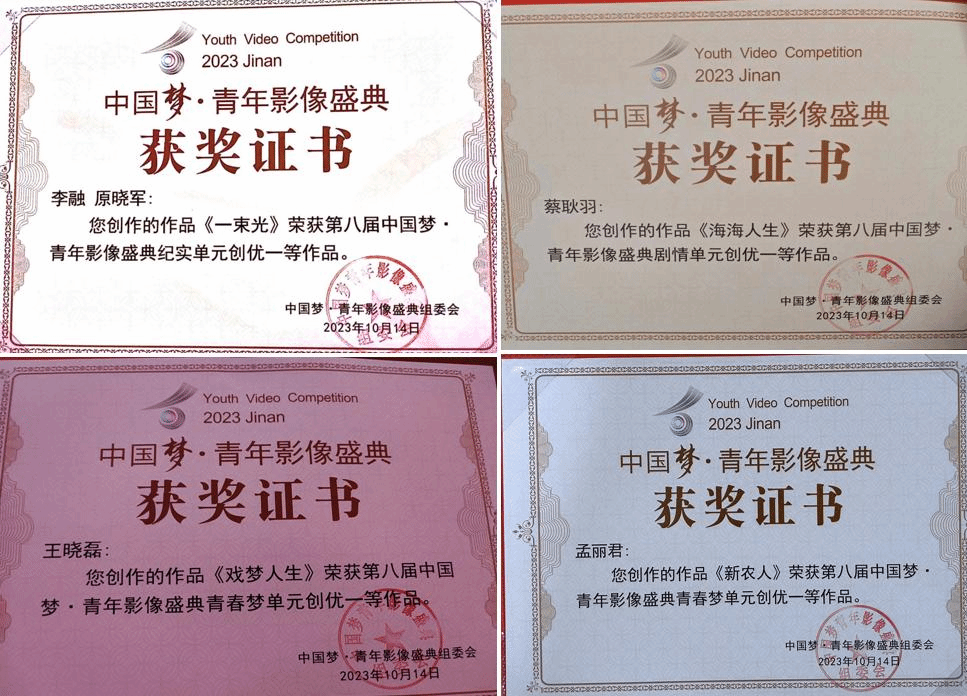 Youth Video Competition
2023 Jinan
中国梦·青年影像盛典
获奖证书
李融 原晓军:
您创作的作品《一束光》荣获第八届中国梦·
青年影像盛典纪实单元创优一等作品。
中国梦·青年影像盛典组委会
2023年10月14日
Youth Video Competition
2023 Jinan
中国梦·青年影像盛典
获奖证书
蔡耿羽:
您创作的作品《海海人生》荣获第八届中国梦·
青年影像盛典剧情单元创优一等作品。
中国梦·青年影像盛典组委会
2023年10月14日
Youth Video Competition
2023 Jinan
中国梦·青年影像盛典
获奖证书
王晓磊:
您创作的作品《戏梦人生》荣获第八届中国
梦·青年影像盛典青春梦单元创优一等作品。
中国梦·青年影像盛典组委会
2023年10月14日
Youth Video Competition
2023 Jinan
中国梦·青年影像盛典
获奖证书
孟丽君:
您创作的作品《新农人》荣获第八届中国梦·
青年影像盛典青春梦单元创优一等作品。
中国梦·青年影像盛典组委会
2023年10月14日